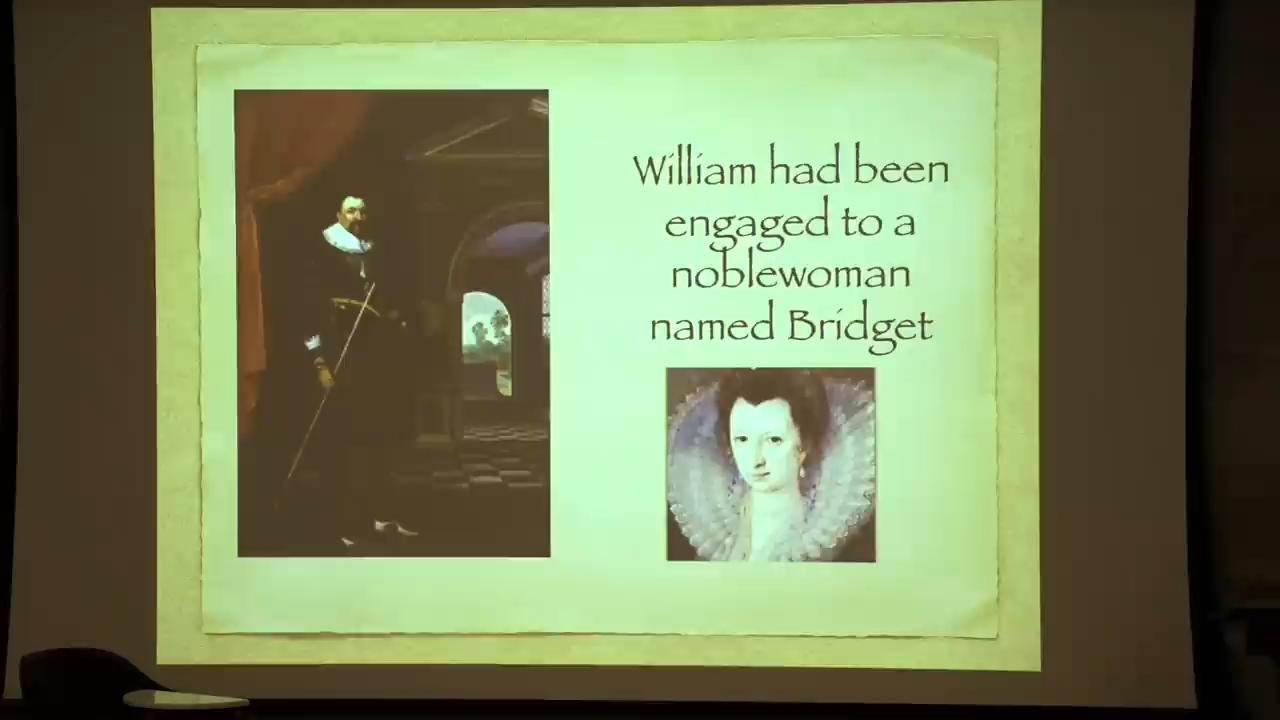 William had been
engaged to a
noblewoman
named Bridget